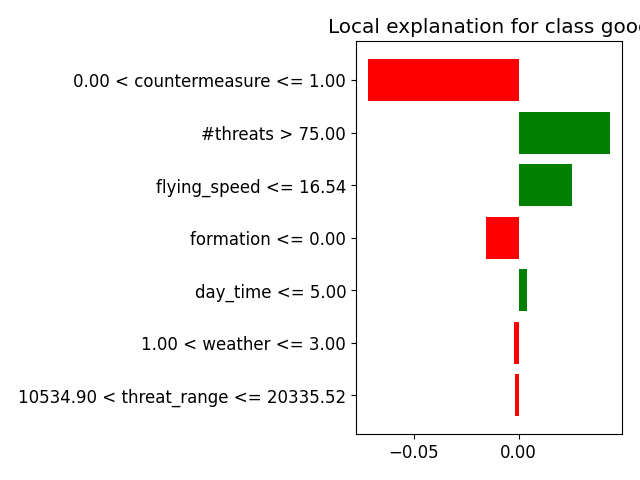 Local explanation for class goo
0.00 < countermeasure <= 1.00
#threats > 75.00
flying_speed <= 16.54
formation <= 0.00
day_time <= 5.00
1.00 < weather <= 3.00
10534.90 < threat_range <= 20335.52
−0.05 0.00